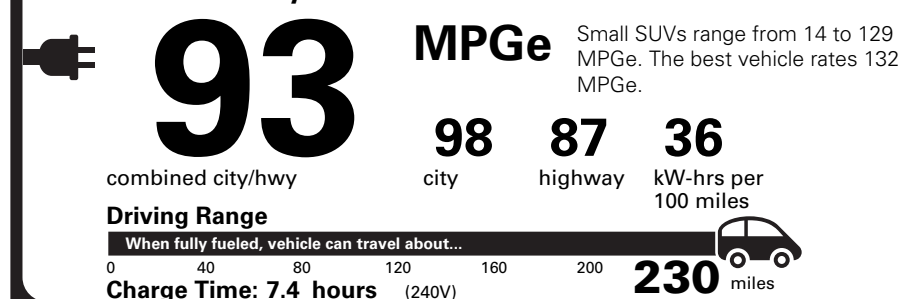 93
MPGe
Small SUVs range from 14 to 129
MPGe. The best vehicle rates 132
MPGe.
98
87
36
combined city/hwy
city
highway
kW-hrs per
100 miles
Driving Range
When fully fueled, vehicle can travel about...
0 40 80 120 160 200 230 miles
Charge Time: 7.4 hours (240V)